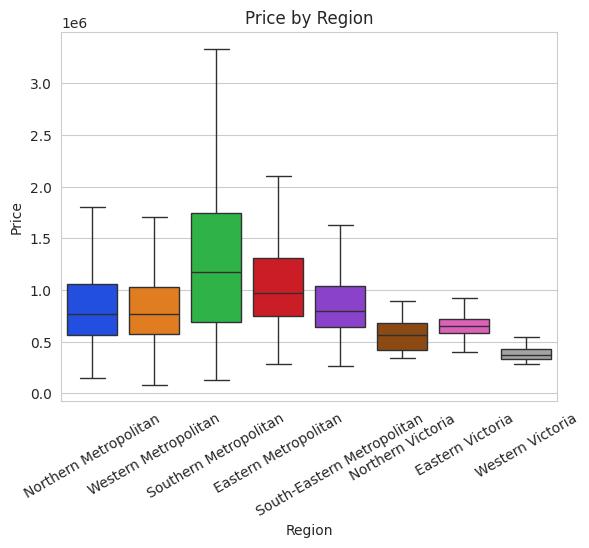 Price by Region
1e6
3.0
2.5
2.0
1.5
1.0
0.5
0.0
Price
Northern Metropolitan
Western Metropolitan
Southern Metropolitan
Eastern Metropolitan
South-Eastern Metropolitan
Northern Victoria
Eastern Victoria
Western Victoria
Region